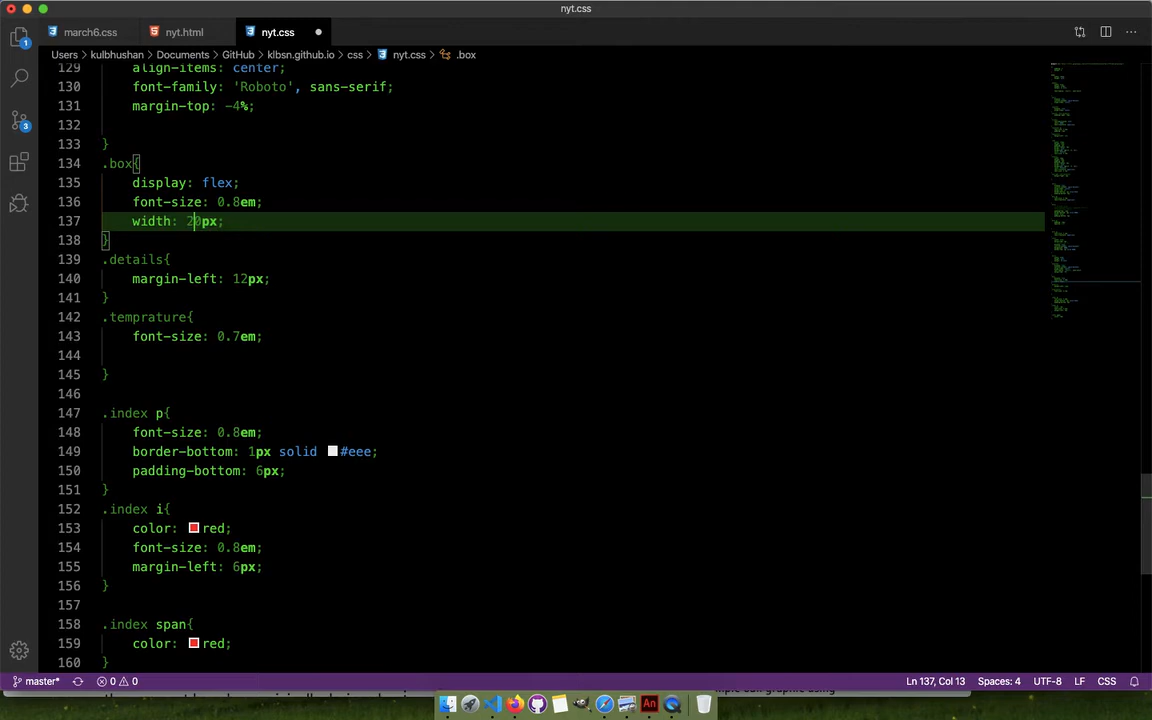 nyt.css
march6.css
nyt.html
nyt.css
Users > kulbhushan > Documents > GitHub > klbsn.github.io > css > nyt.css > .box
129 align-items: center;
130 font-family: 'Roboto', sans-serif;
131 margin-top: -4%;
132
133 }
134 .box{
135 display: flex;
136 font-size: 0.8em;
137 width: 20px;
138 }
139 .details{
140 margin-left: 12px;
141 }
142 .temprature{
143 font-size: 0.7em;
144
145 }
146
147 .index p{
148 font-size: 0.8em;
149 border-bottom: 1px solid #eee;
150 padding-bottom: 6px;
151 }
152 .index i{
153 color: red;
154 font-size: 0.8em;
155 margin-left: 6px;
156 }
157
158 .index span{
159 color: red;
160 }
1
3
master* 0 0 Ln 137, Col 13 Spaces: 4 UTF-8 LF CSS
An